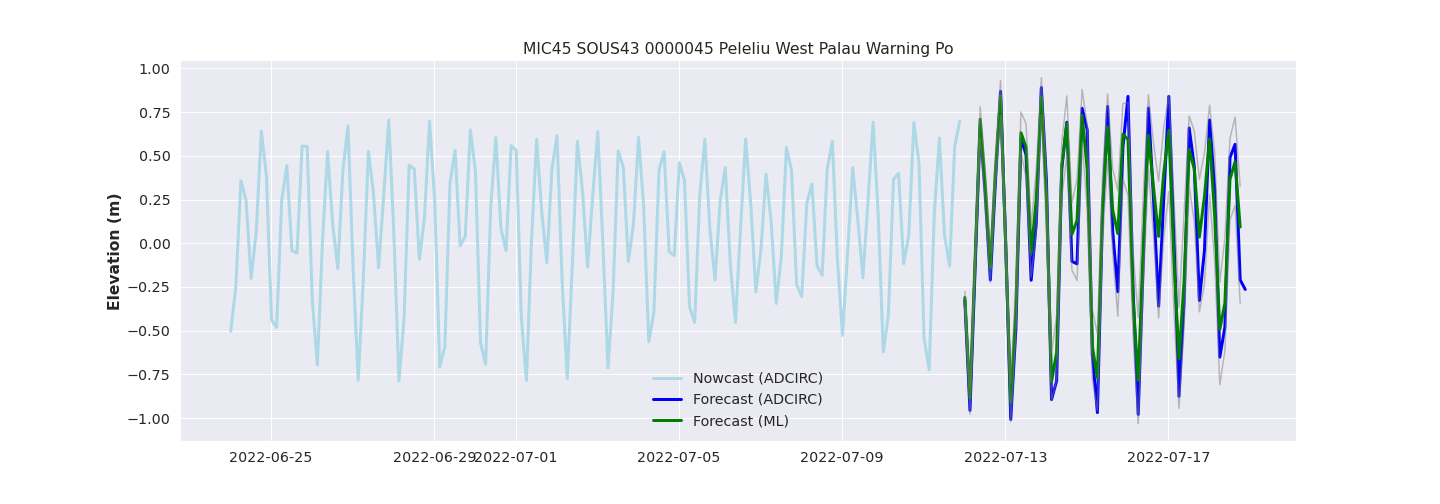 MIC45 SOUS43 0000045 Peleliu West Palau Warning Po
1.00
0.75
0.50
0.25
0.00
−0.25
−0.50
−0.75
−1.00
Elevation (m)
Nowcast (ADCIRC)
Forecast (ADCIRC)
Forecast (ML)
2022-06-25 2022-06-29 2022-07-01 2022-07-05 2022-07-09 2022-07-13 2022-07-17